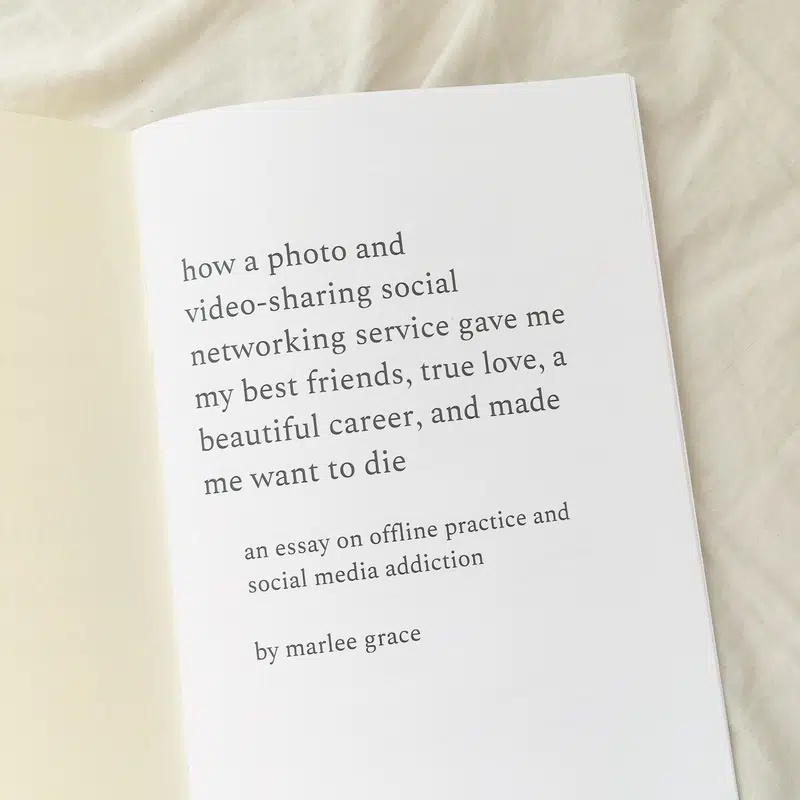 how a photo and
video-sharing social
networking service gave me
my best friends, true love, a
beautiful career, and made
me want to die
an essay on offline practice and
social media addiction
by marlee grace